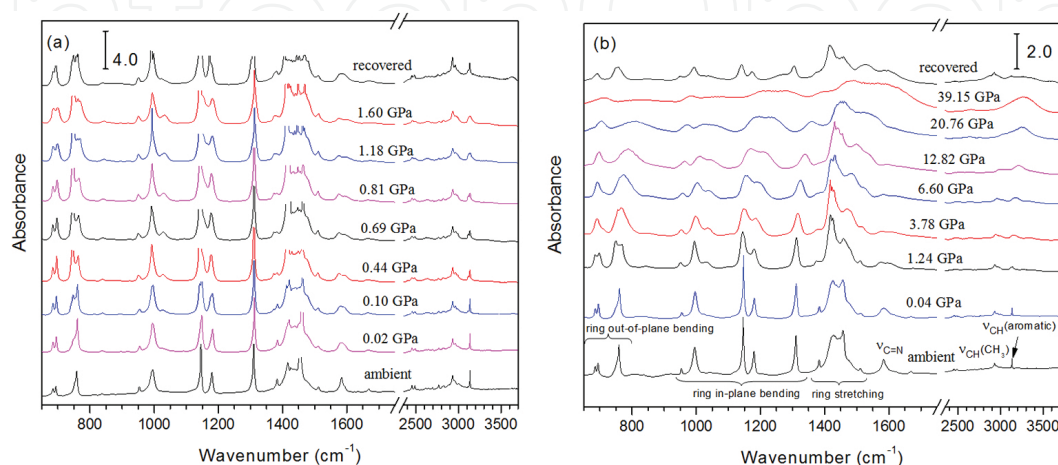 (a)
4.0
recovered
1.60 GPa
1.18 GPa
0.81 GPa
0.69 GPa
0.44 GPa
0.10 GPa
0.02 GPa
ambient
Absorbance
800 1000 1200 1400 1600 2500 3000 3500
Wavenumber (cm⁻¹)
(b)
2.0
recovered
39.15 GPa
20.76 GPa
12.82 GPa
6.60 GPa
3.78 GPa
1.24 GPa
0.04 GPa
ring out-of-plane bending
νC=N
ambient
νCH(CH3)
νCH(aromatic)
ring in-plane bending
ring stretching
Absorbance
800 1000 1200 1400 1600 2500 3000 3500
Wavenumber (cm⁻¹)